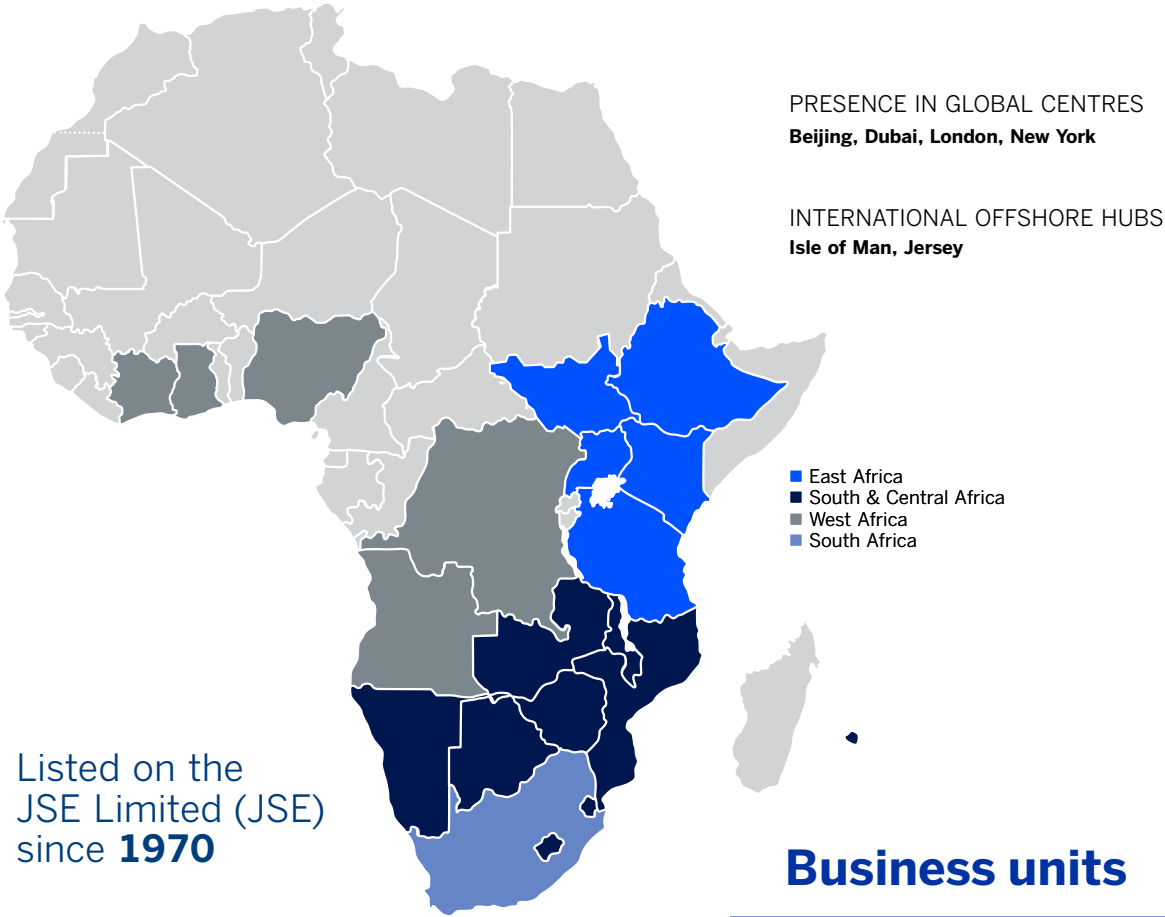 PRESENCE IN GLOBAL CENTRES
Beijing, Dubai, London, New York
INTERNATIONAL OFFSHORE HUBS
Isle of Man, Jersey
East Africa
South & Central Africa
West Africa
South Africa
Listed on the
JSE Limited (JSE)
since 1970
Business units